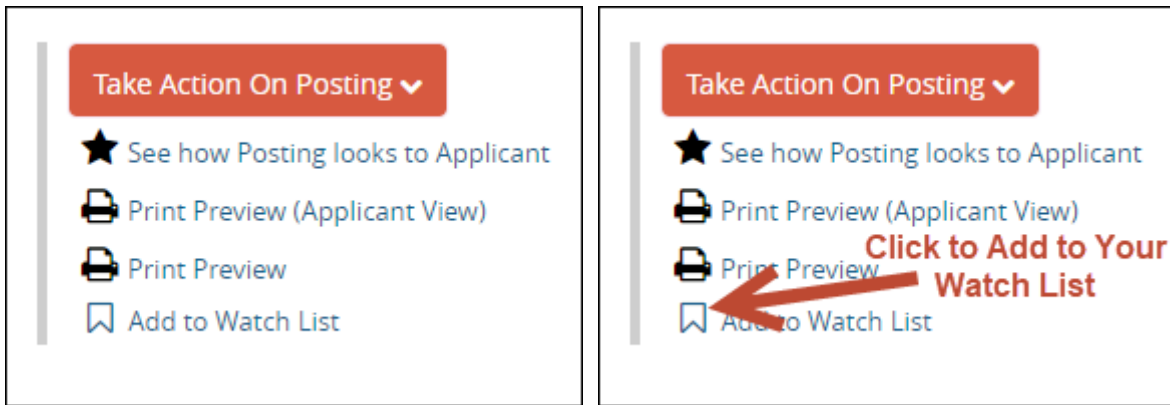 Take Action On Posting
See how Posting looks to Applicant
Print Preview (Applicant View)
Print Preview
Add to Watch List
Take Action On Posting
See how Posting looks to Applicant
Print Preview (Applicant View)
Click to Add to Your
Print Preview
Watch List
Add to Watch List